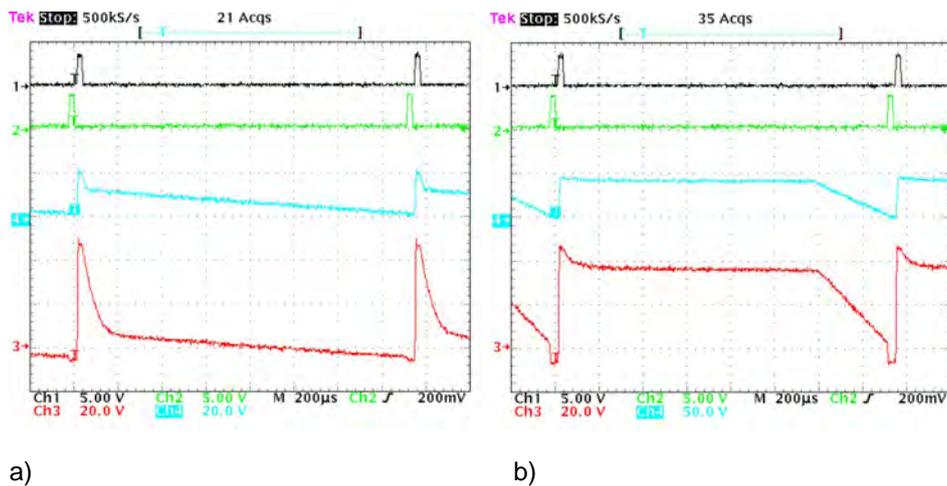 Tek Stop: 500kS/s 21 Acqs
T
1
2
4
3
Ch1 5.00 V Ch2 5.00 V M 200µs Ch2 200mV
Ch3 20.0 V Ch4 20.0 V
a)
Tek Stop: 500kS/s 35 Acqs
T
1
2
4
3
Ch1 5.00 V Ch2 5.00 V M 200µs Ch2 200mV
Ch3 20.0 V Ch4 50.0 V
b)